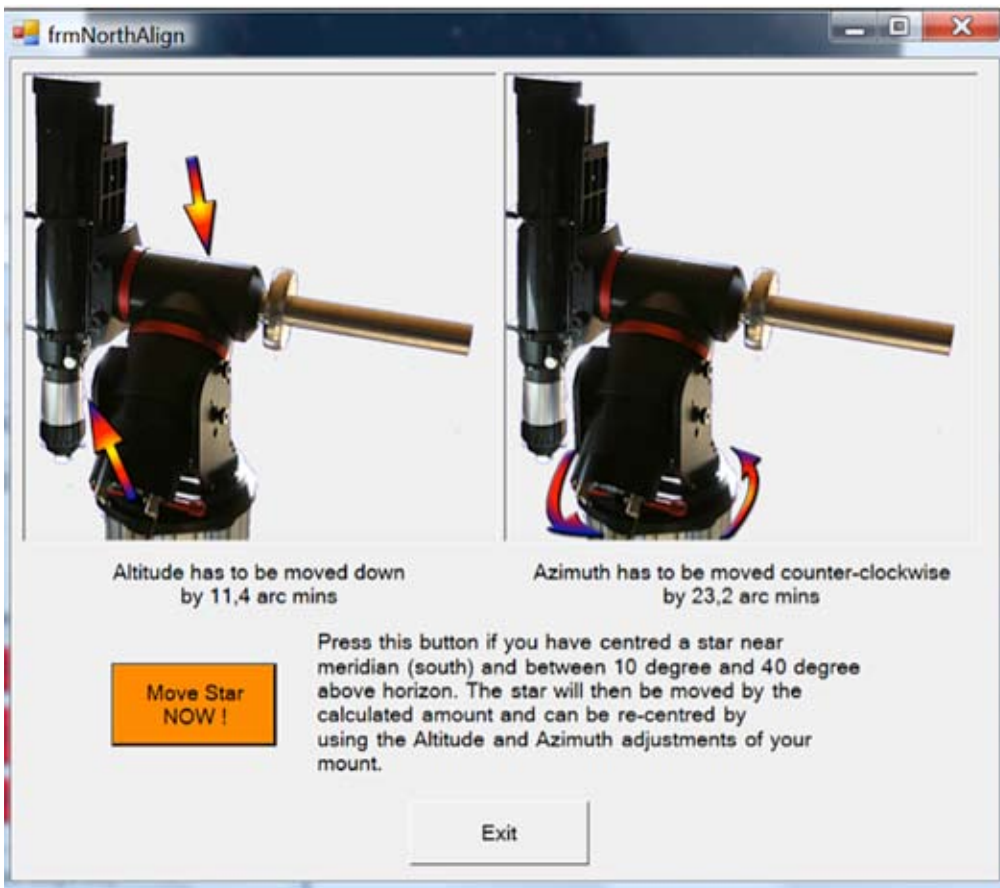 frmNorthAlign
Altitude has to be moved down
by 11,4 arc mins
Azimuth has to be moved counter-clockwise
by 23,2 arc mins
Move Star
NOW !
Press this button if you have centred a star near
meridian (south) and between 10 degree and 40 degree
above horizon. The star will then be moved by the
calculated amount and can be re-centred by
using the Altitude and Azimuth adjustments of your
mount.
Exit